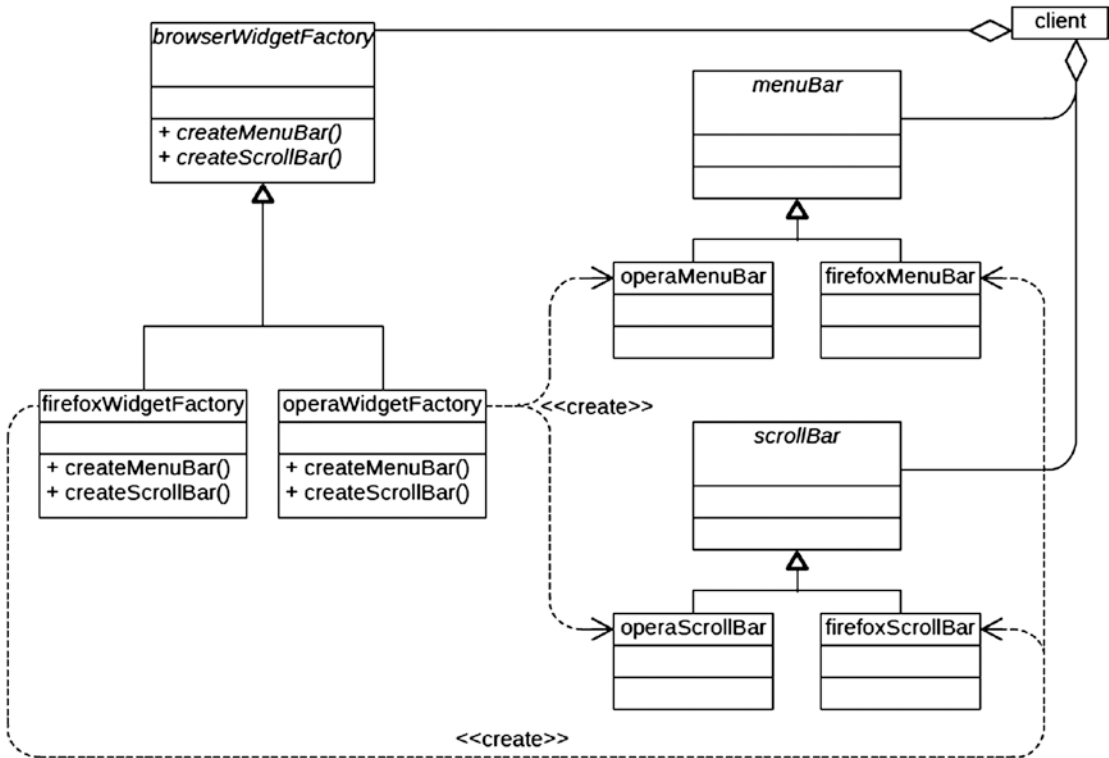 browserWidgetFactory
+ createMenuBar()
+ createScrollBar()
client
menuBar
operaMenuBar
firefoxMenuBar
firefoxWidgetFactory
+ createMenuBar()
+ createScrollBar()
operaWidgetFactory
+ createMenuBar()
+ createScrollBar()
<<create>>
scrollBar
operaScrollBar
firefoxScrollBar
<<create>>